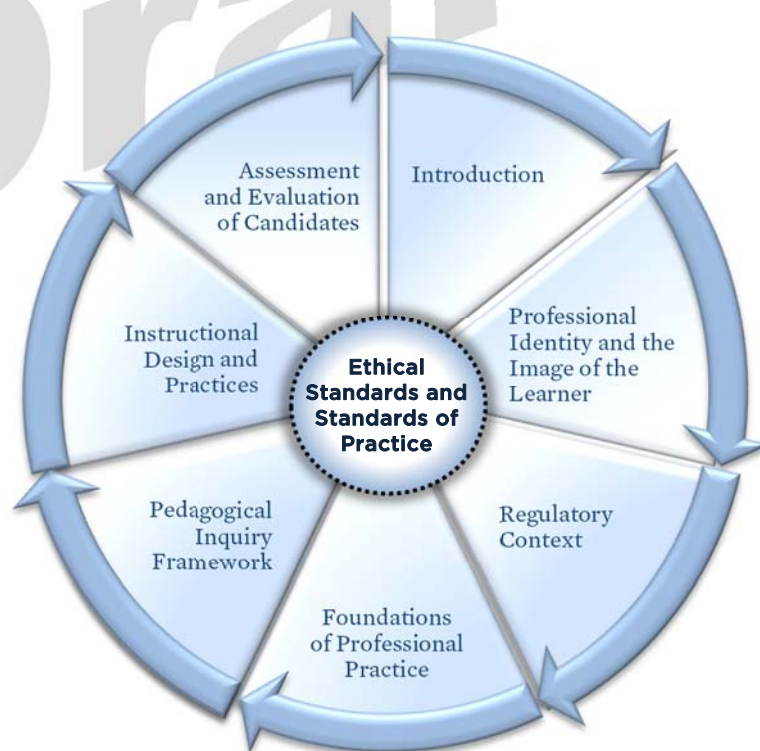 Introduction
Professional
Identity and the
Image of the
Learner
Regulatory
Context
Foundations
of Professional
Practice
Pedagogical
Inquiry
Framework
Instructional
Design and
Practices
Assessment
and Evaluation
of Candidates
Ethical
Standards and
Standards of
Practice